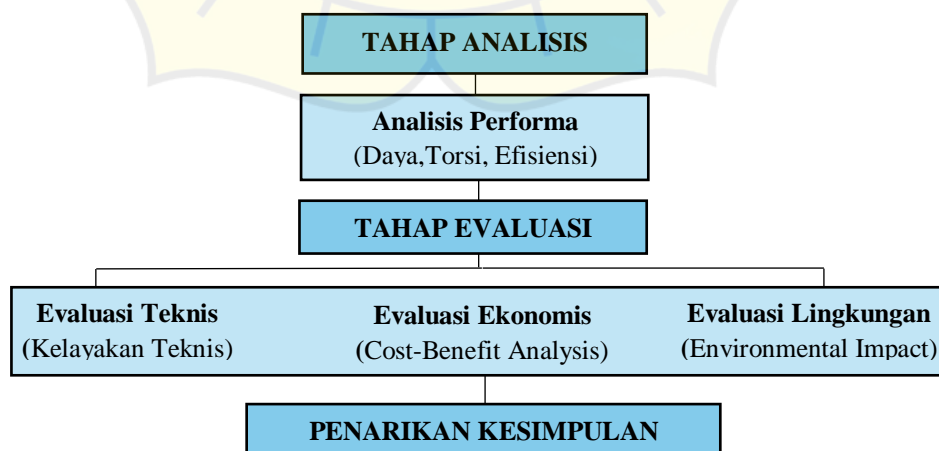 TAHAP ANALISIS
Analisis Performa
(Daya,Torsi, Efisiensi)
TAHAP EVALUASI
Evaluasi Teknis
(Kelayakan Teknis)
Evaluasi Ekonomis
(Cost-Benefit Analysis)
Evaluasi Lingkungan
(Environmental Impact)
PENARIKAN KESIMPULAN